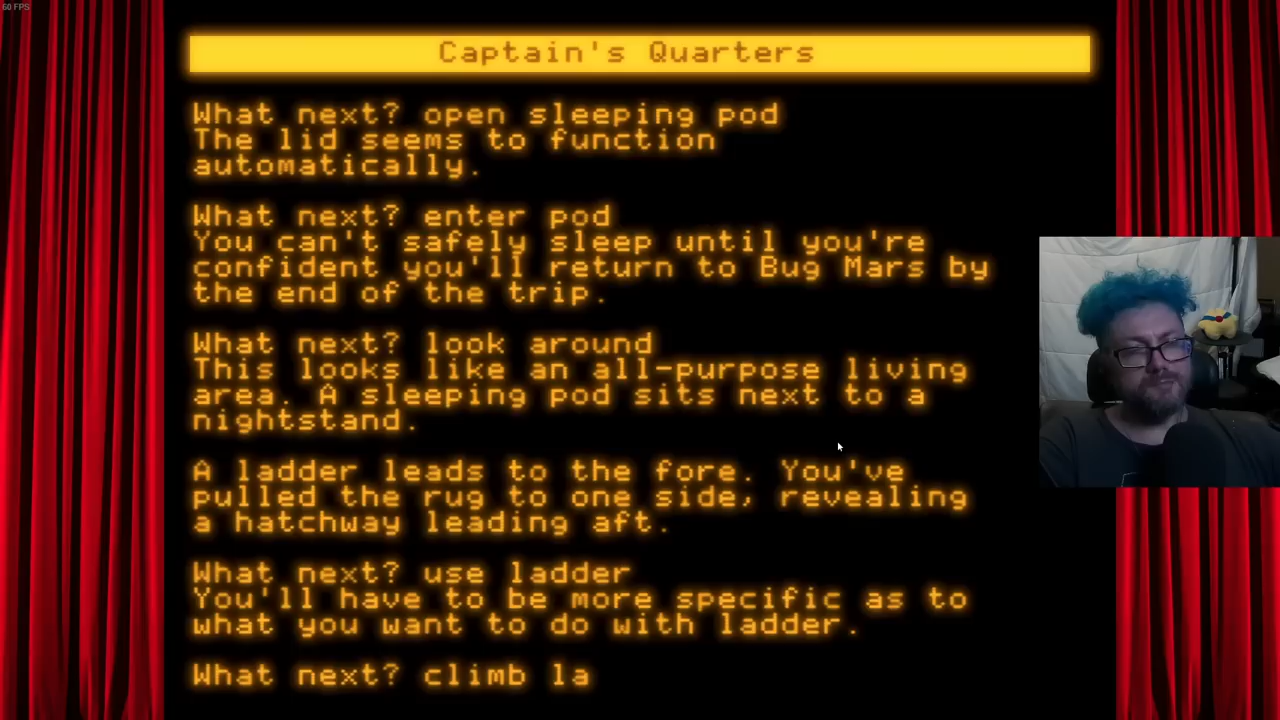 60 FPS
Captain's Quarters
What next? open sleeping pod
The lid seems to function
automatically.
What next? enter pod
You can't safely sleep until you're
confident you'll return to Bug Mars by
the end of the trip.
What next? look around
This looks like an all-purpose living
area. A sleeping pod sits next to a
nightstand.
A ladder leads to the fore. You've
pulled the rug to one side, revealing
a hatchway leading aft.
What next? use ladder
You'll have to be more specific as to
what you want to do with ladder.
What next? climb la